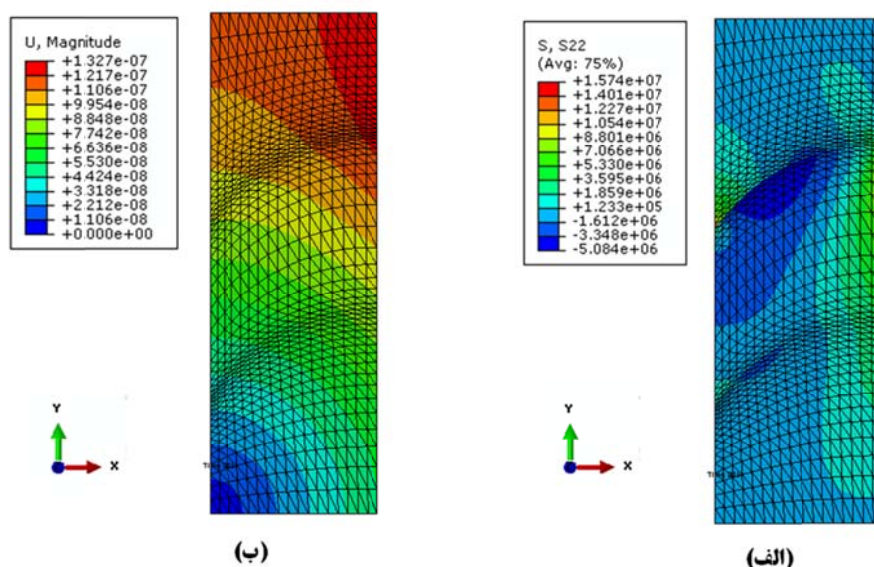 U, Magnitude
+1.327e-07
+1.217e-07
+1.106e-07
+9.954e-08
+8.848e-08
+7.742e-08
+6.636e-08
+5.530e-08
+4.424e-08
+3.318e-08
+2.212e-08
+1.106e-08
+0.000e+00
Y
X
(ب)
S, S22
(Avg: 75%)
+1.574e+07
+1.401e+07
+1.227e+07
+1.054e+07
+8.801e+06
+7.066e+06
+5.330e+06
+3.595e+06
+1.859e+06
+1.233e+05
-1.612e+06
-3.348e+06
-5.084e+06
Y
X
(الف)